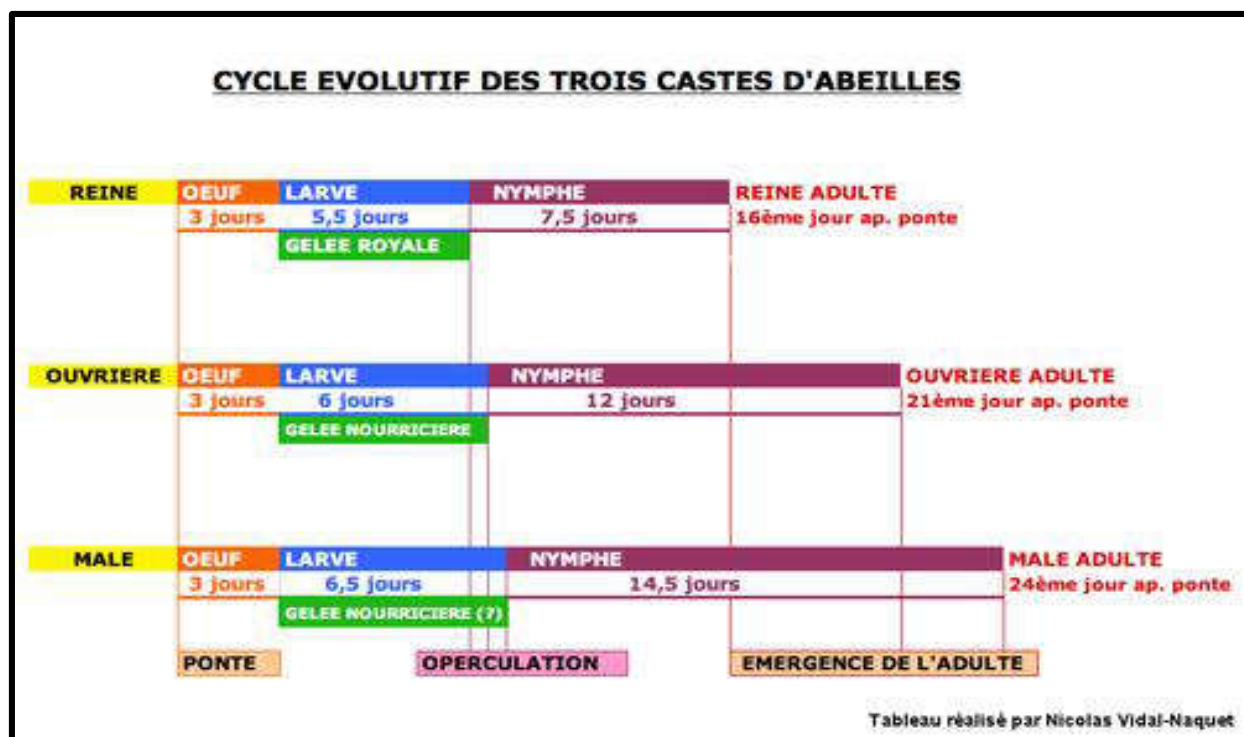 CYCLE EVOLUTIF DES TROIS CASTES D'ABEILLES
REINE OEUF LARVE NYMPHE REINE ADULTE
3 jours 5,5 jours 7,5 jours 16ème jour ap. ponte
GELEE ROYALE
OUVRIERE OEUF LARVE NYMPHE OUVRIERE ADULTE
3 jours 6 jours 12 jours 21ème jour ap. ponte
GELEE NOURRICIERE
MALE OEUF LARVE NYMPHE MALE ADULTE
3 jours 6,5 jours 14,5 jours 24ème jour ap. ponte
GELEE NOURRICIERE (?)
PONTE OPERCULATION EMERGENCE DE L'ADULTE
Tableau réalisé par Nicolas Vidal-Naquet